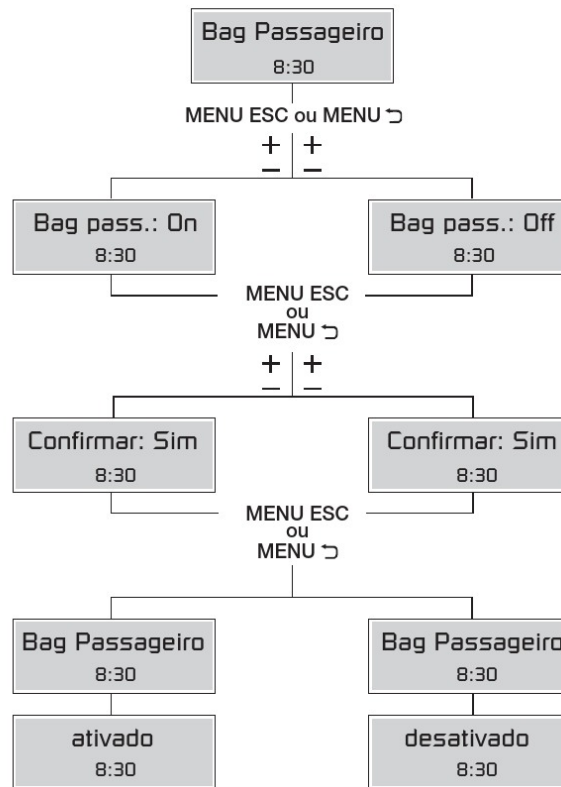 Bag Passageiro
8:30
MENU ESC ou MENU ⮌
+ +
– –
Bag pass.: On
8:30
Bag pass.: Off
8:30
MENU ESC
ou
MENU ⮌
+ +
– –
Confirmar: Sim
8:30
Confirmar: Sim
8:30
MENU ESC
ou
MENU ⮌
Bag Passageiro
8:30
Bag Passageiro
8:30
ativado
8:30
desativado
8:30